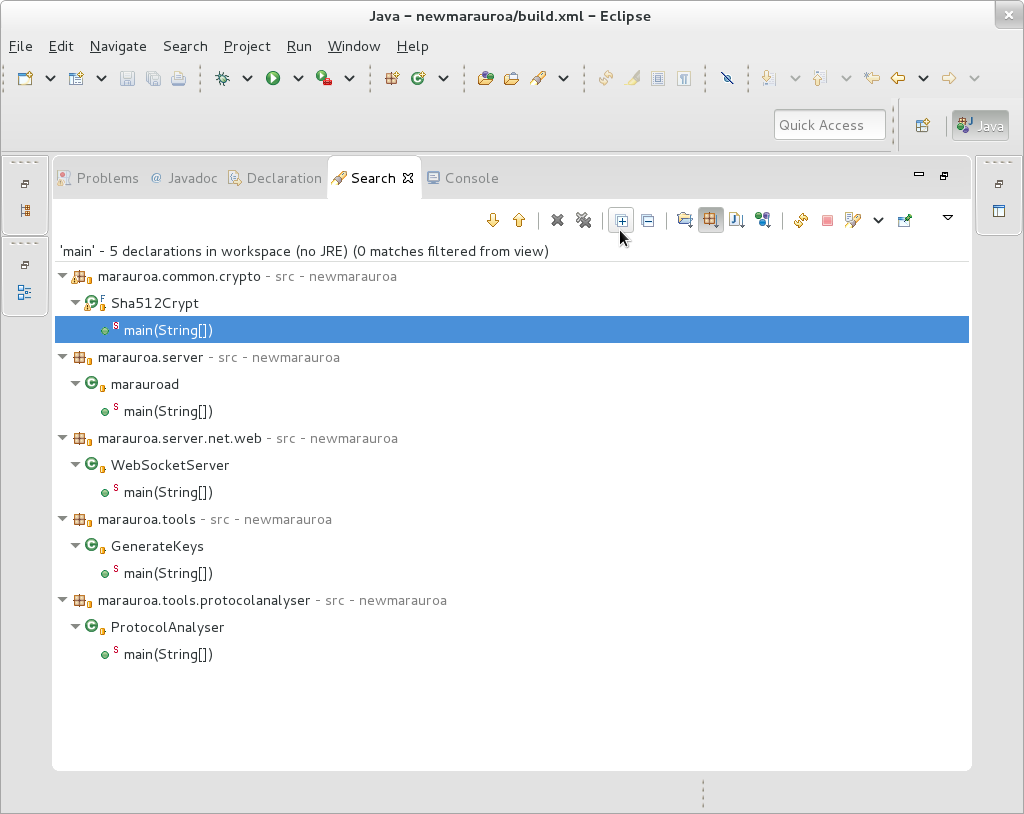 Java – newmarauroa/build.xml – Eclipse
File Edit Navigate Search Project Run Window Help
Quick Access Java
Problems @ Javadoc Declaration Search Console
'main' - 5 declarations in workspace (no JRE) (0 matches filtered from view)
marauroa.common.crypto - src - newmarauroa
Sha512Crypt
main(String[])
marauroa.server - src - newmarauroa
marauroad
main(String[])
marauroa.server.net.web - src - newmarauroa
WebSocketServer
main(String[])
marauroa.tools - src - newmarauroa
GenerateKeys
main(String[])
marauroa.tools.protocolanalyser - src - newmarauroa
ProtocolAnalyser
main(String[])